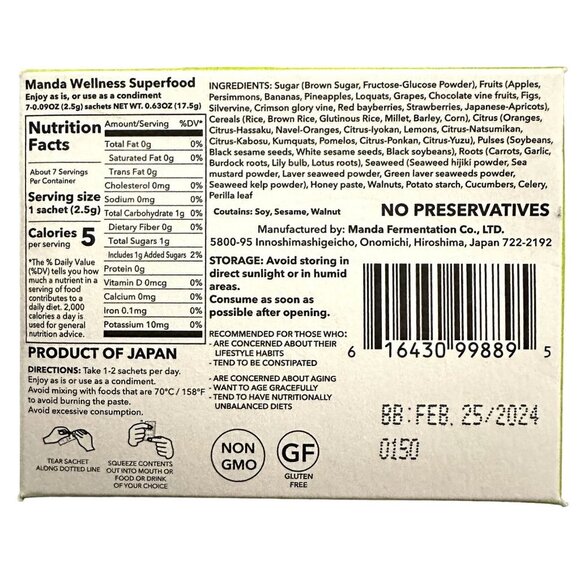 Manda Wellness Superfood
Enjoy as is, or use as a condiment
7-0.09OZ (2.5g) sachets NET WT. 0.63OZ (17.5g)
Nutrition
Facts
About 7 Servings
Per Container
Serving size
1 sachet (2.5g)
Calories 5
per serving
*The % Daily Value
(%DV) tells you how
much a nutrient in a
serving of food
contributes to a
daily diet. 2,000
calories a day is
used for general
nutrition advice.
Amount/Serving %DV*
Total Fat 0g 0%
Saturated Fat 0g 0%
Trans Fat 0g
Cholesterol 0mg 0%
Sodium 0mg 0%
Total Carbohydrate 1g 0%
Dietary Fiber 0g 0%
Total Sugars 1g
Includes 1g Added Sugars 2%
Protein 0g
Vitamin D 0mcg 0%
Calcium 0mg 0%
Iron 0.1mg 0%
Potassium 10mg 0%
PRODUCT OF JAPAN
DIRECTIONS: Take 1-2 sachets per day.
Enjoy as is or use as a condiment.
Avoid mixing with foods that are 70°C / 158°F
to avoid burning the paste.
Avoid excessive consumption.
TEAR SACHET
ALONG DOTTED LINE
SQUEEZE CONTENTS
OUT INTO MOUTH OR
FOOD OR DRINK
OF YOUR CHOICE
INGREDIENTS: Sugar (Brown Sugar, Fructose-Glucose Powder), Fruits (Apples,
Persimmons, Bananas, Pineapples, Loquats, Grapes, Chocolate vine fruits, Figs,
Silvervine, Crimson glory vine, Red bayberries, Strawberries, Japanese-Apricots),
Cereals (Rice, Brown Rice, Glutinous Rice, Millet, Barley, Corn), Citrus (Oranges,
Citrus-Hassaku, Navel-Oranges, Citrus-Iyokan, Lemons, Citrus-Natsumikan,
Citrus-Kabosu, Kumquats, Pomelos, Citrus-Ponkan, Citrus-Yuzu), Pulses (Soybeans,
Black sesame seeds, White sesame seeds, Black soybeans), Roots (Carrots, Garlic,
Burdock roots, Lily bulb, Lotus roots), Seaweed (Seaweed hijiki powder, Sea
mustard powder, Laver seaweed powder, Green laver seaweeds powder,
Seaweed kelp powder), Honey paste, Walnuts, Potato starch, Cucumbers, Celery,
Perilla leaf
Coutains: Soy, Sesame, Walnut
NO PRESERVATIVES
Manufactured by: Manda Fermentation Co., LTD.
5800-95 Innoshimashigeicho, Onomichi, Hiroshima, Japan 722-2192
STORAGE: Avoid storing in
direct sunlight or in humid
areas.
Consume as soon as
possible after opening.
RECOMMENDED FOR THOSE WHO:
- ARE CONCERNED ABOUT THEIR
LIFESTYLE HABITS
- TEND TO BE CONSTIPATED
- ARE CONCERNED ABOUT AGING
- WANT TO AGE GRACEFULLY
- TEND TO HAVE NUTRITIONALLY
UNBALANCED DIETS
NON
GMO
GF
GLUTEN
FREE
6 16430 99889 5
BB:FEB. 25/2024
0150